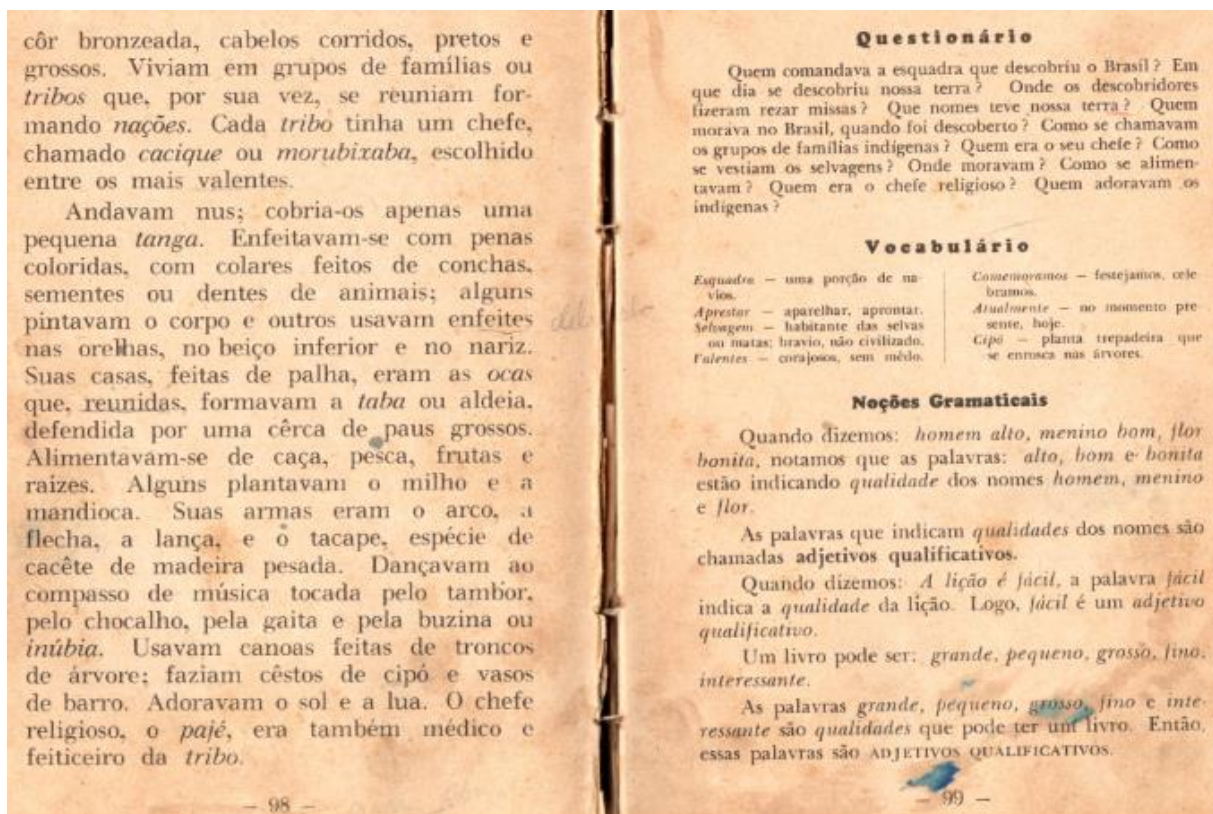 côr bronzeada, cabelos corridos, pretos e
grossos. Viviam em grupos de famílias ou
tribos que, por sua vez, se reuniam for-
mando nações. Cada tribo tinha um chefe,
chamado cacique ou morubixaba, escolhido
entre os mais valentes.
Andavam nus; cobria-os apenas uma
pequena tanga. Enfeitavam-se com penas
coloridas, com colares feitos de conchas,
sementes ou dentes de animais; alguns
pintavam o corpo e outros usavam enfeites
nas orelhas, no beiço inferior e no nariz.
Suas casas, feitas de palha, eram as ocas
que, reunidas, formavam a taba ou aldeia,
defendida por uma cêrca de paus grossos.
Alimentavam-se de caça, pesca, frutas e
raizes. Alguns plantavam o milho e a
mandioca. Suas armas eram o arco, a
flecha, a lança, e o tacape, espécie de
cacête de madeira pesada. Dançavam ao
compasso de música tocada pelo tambor,
pelo chocalho, pela gaita e pela buzina ou
inúbia. Usavam canoas feitas de troncos
de árvore; faziam cêstos de cipó e vasos
de barro. Adoravam o sol e a lua. O chefe
religioso, o pajé, era também médico e
feiticeiro da tribo.
— 98 —
Questionário
Quem comandava a esquadra que descobriu o Brasil? Em
que dia se descobriu nossa terra? Onde os descobridores
fizeram rezar missas? Que nomes teve nossa terra? Quem
morava no Brasil, quando foi descoberto? Como se chamavam
os grupos de famílias indígenas? Quem era o seu chefe? Como
se vestiam os selvagens? Onde moravam? Como se alimen-
tavam? Quem era o chefe religioso? Quem adoravam os
indígenas?
Vocabulário
Esquadra — uma porção de na-
vios.
Aprestar — aparelhar, aprontar.
Selvagem — habitante das selvas
ou matas; bravio, não civilizado.
Valentes — corajosos, sem mêdo.
Comemoramos — festejamos, cele
bramos.
Atualmente — no momento pre-
sente, hoje.
Cipó — planta trepadeira que
se enrosca nas árvores.
Noções Gramaticais
Quando dizemos: homem alto, menino bom, flor
bonita, notamos que as palavras: alto, bom e bonita
estão indicando qualidade dos nomes homem, menino
e flor.
As palavras que indicam qualidades dos nomes são
chamadas adjetivos qualificativos.
Quando dizemos: A lição é fácil, a palavra fácil
indica a qualidade da lição. Logo, fácil é um adjetivo
qualificativo.
Um livro pode ser: grande, pequeno, grosso, fino,
interessante.
As palavras grande, pequeno, grosso, fino e inte-
ressante são qualidades que pode ter um livro. Então,
essas palavras são ADJETIVOS QUALIFICATIVOS.
— 99 —